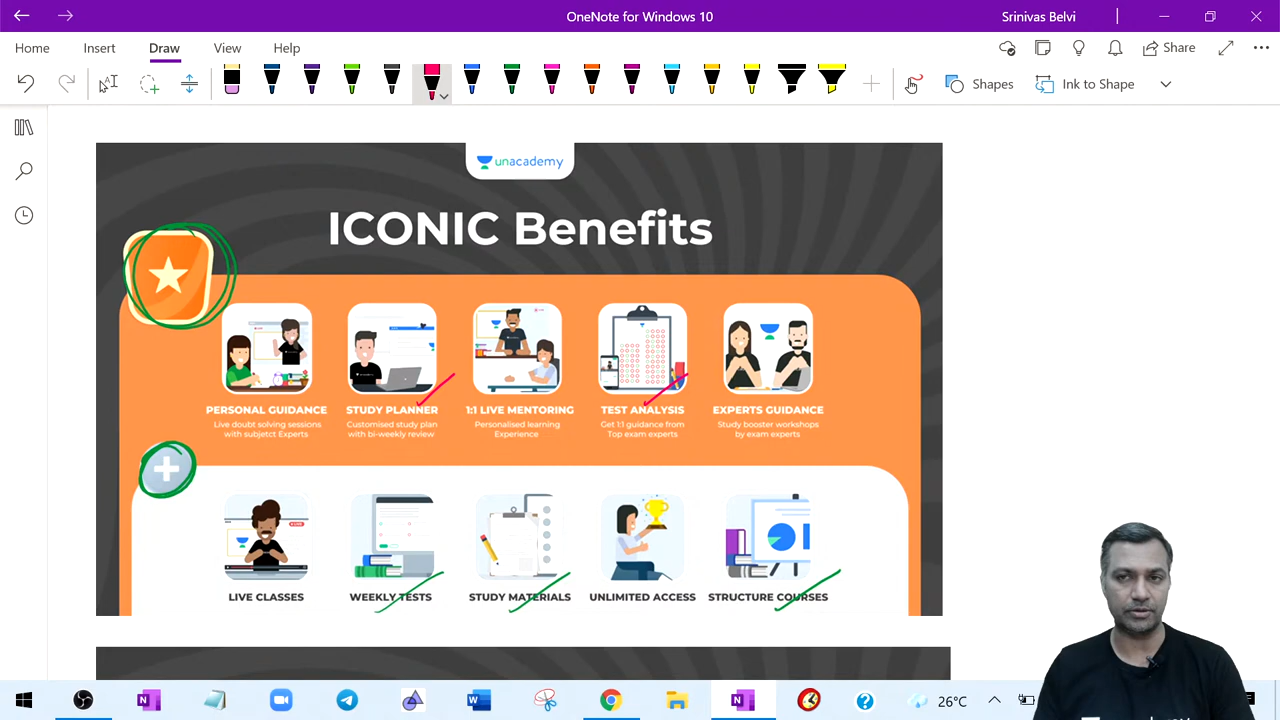 OneNote for Windows 10
Srinivas Belvi
Home Insert Draw View Help
Share
Shapes
Ink to Shape
unacademy
ICONIC Benefits
PERSONAL GUIDANCE
Live doubt solving sessions
with subjetct Experts
STUDY PLANNER
Customised study plan
with bi-weekly review
1:1 LIVE MENTORING
Personalised learning
Experience
TEST ANALYSIS
Get 1:1 guidance from
Top exam experts
EXPERTS GUIDANCE
Study booster workshops
by exam experts
LIVE CLASSES
WEEKLY TESTS
STUDY MATERIALS
UNLIMITED ACCESS
STRUCTURE COURSES
26°C